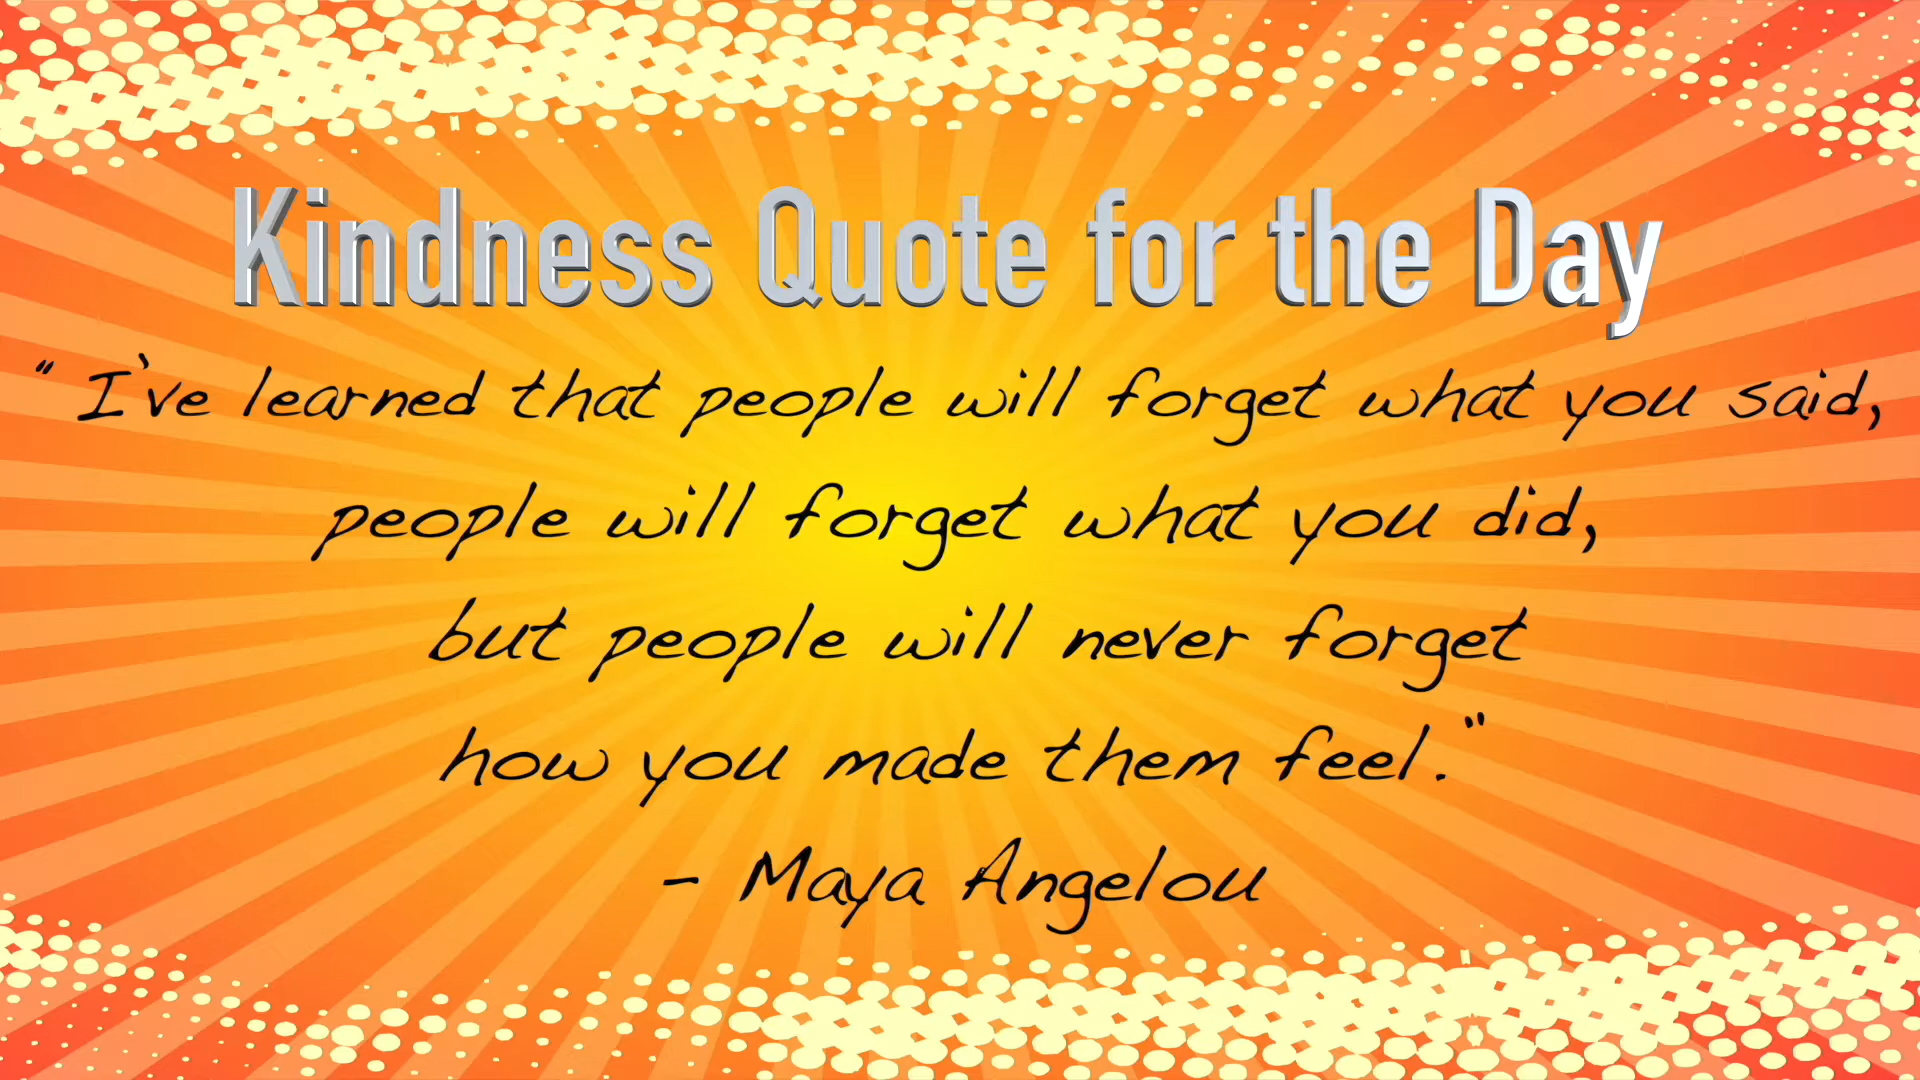 Kindness Quote for the Day
"I've learned that people will forget what you said,
people will forget what you did,
but people will never forget
how you made them feel."
- Maya Angelou